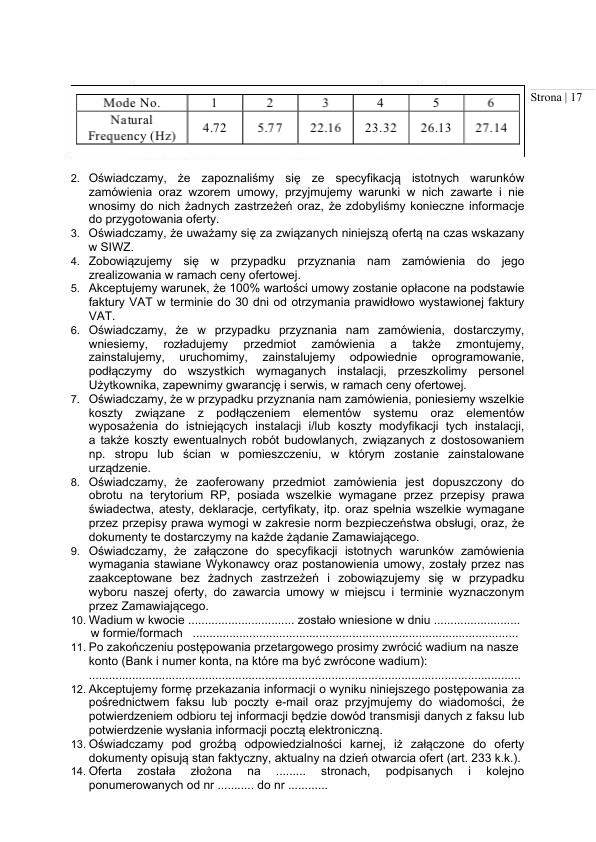 Strona | 17
Mode No. 1 2 3 4 5 6
Natural
Frequency (Hz) 4.72 5.77 22.16 23.32 26.13 27.14
2. Oświadczamy, że zapoznaliśmy się ze specyfikacją istotnych warunków
zamówienia oraz wzorem umowy, przyjmujemy warunki w nich zawarte i nie
wnosimy do nich żadnych zastrzeżeń oraz, że zdobyliśmy konieczne informacje
do przygotowania oferty.
3. Oświadczamy, że uważamy się za związanych niniejszą ofertą na czas wskazany
w SIWZ.
4. Zobowiązujemy się w przypadku przyznania nam zamówienia do jego
zrealizowania w ramach ceny ofertowej.
5. Akceptujemy warunek, że 100% wartości umowy zostanie opłacone na podstawie
faktury VAT w terminie do 30 dni od otrzymania prawidłowo wystawionej faktury
VAT.
6. Oświadczamy, że w przypadku przyznania nam zamówienia, dostarczymy,
wniesiemy, rozładujemy przedmiot zamówienia a także zmontujemy,
zainstalujemy, uruchomimy, zainstalujemy odpowiednie oprogramowanie,
podłączymy do wszystkich wymaganych instalacji, przeszkolimy personel
Użytkownika, zapewnimy gwarancję i serwis, w ramach ceny ofertowej.
7. Oświadczamy, że w przypadku przyznania nam zamówienia, poniesiemy wszelkie
koszty związane z podłączeniem elementów systemu oraz elementów
wyposażenia do istniejących instalacji i/lub koszty modyfikacji tych instalacji,
a także koszty ewentualnych robót budowlanych, związanych z dostosowaniem
np. stropu lub ścian w pomieszczeniu, w którym zostanie zainstalowane
urządzenie.
8. Oświadczamy, że zaoferowany przedmiot zamówienia jest dopuszczony do
obrotu na terytorium RP, posiada wszelkie wymagane przez przepisy prawa
świadectwa, atesty, deklaracje, certyfikaty, itp. oraz spełnia wszelkie wymagane
przez przepisy prawa wymogi w zakresie norm bezpieczeństwa obsługi, oraz, że
dokumenty te dostarczymy na każde żądanie Zamawiającego.
9. Oświadczamy, że załączone do specyfikacji istotnych warunków zamówienia
wymagania stawiane Wykonawcy oraz postanowienia umowy, zostały przez nas
zaakceptowane bez żadnych zastrzeżeń i zobowiązujemy się w przypadku
wyboru naszej oferty, do zawarcia umowy w miejscu i terminie wyznaczonym
przez Zamawiającego.
10. Wadium w kwocie ................................ zostało wniesione w dniu ..........................
w formie/formach ..................................................................................................
11. Po zakończeniu postępowania przetargowego prosimy zwrócić wadium na nasze
konto (Bank i numer konta, na które ma być zwrócone wadium):
..................................................................................................................................
12. Akceptujemy formę przekazania informacji o wyniku niniejszego postępowania za
pośrednictwem faksu lub poczty e-mail oraz przyjmujemy do wiadomości, że
potwierdzeniem odbioru tej informacji będzie dowód transmisji danych z faksu lub
potwierdzenie wysłania informacji pocztą elektroniczną.
13. Oświadczamy pod groźbą odpowiedzialności karnej, iż załączone do oferty
dokumenty opisują stan faktyczny, aktualny na dzień otwarcia ofert (art. 233 k.k.).
14. Oferta została złożona na ......... stronach, podpisanych i kolejno
ponumerowanych od nr ........... do nr ............